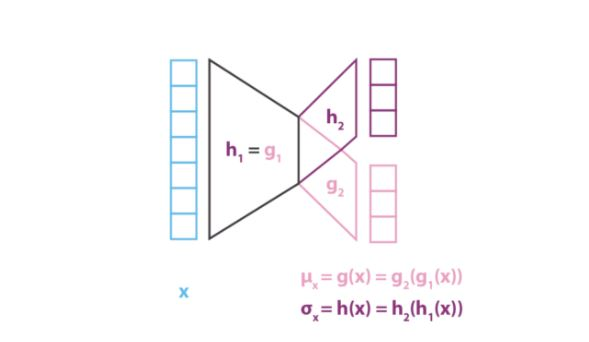 h₂
h₁ = g₁
g₂
x
μₓ = g(x) = g₂(g₁(x))
σₓ = h(x) = h₂(h₁(x))